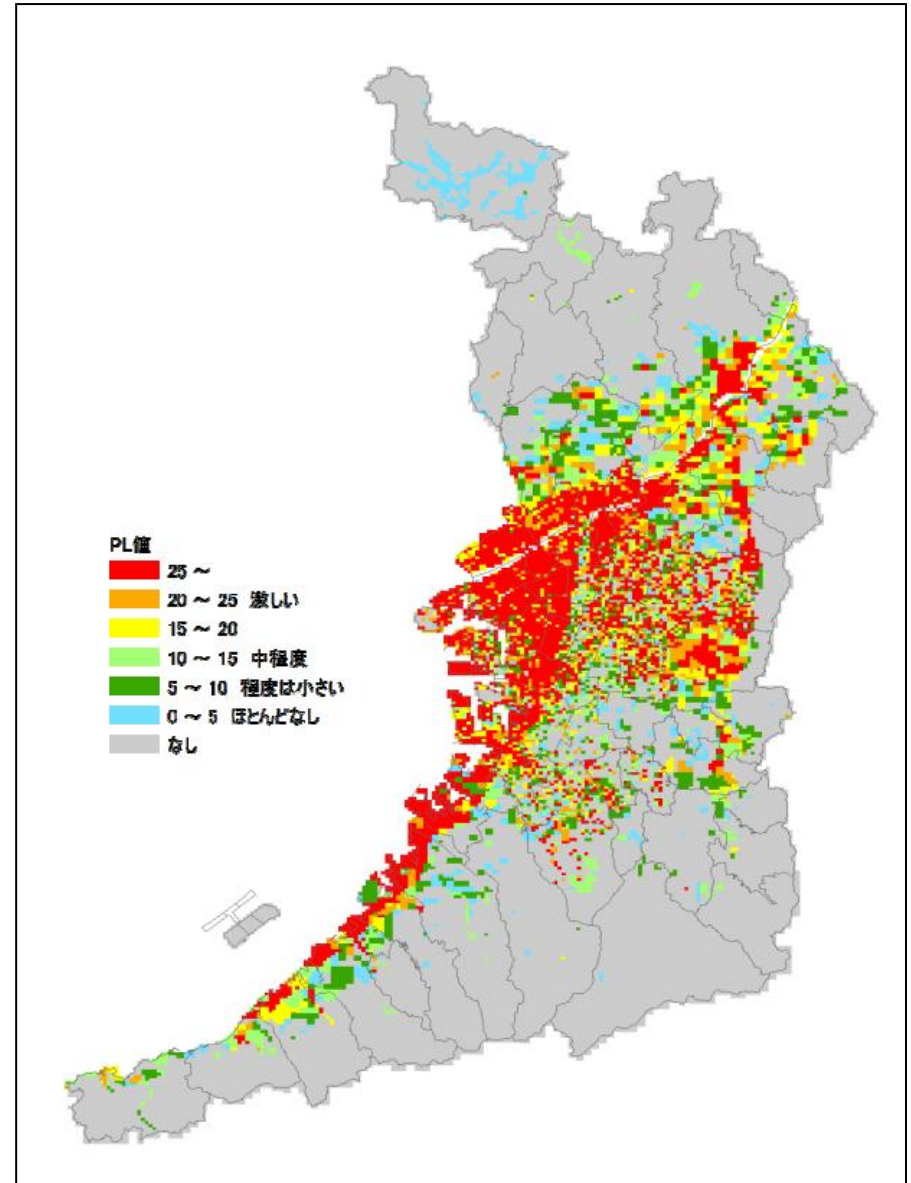 PL値
25 ～
20 ～ 25 激しい
15 ～ 20
10 ～ 15 中程度
5 ～ 10 程度は小さい
0 ～ 5 ほとんどなし
なし